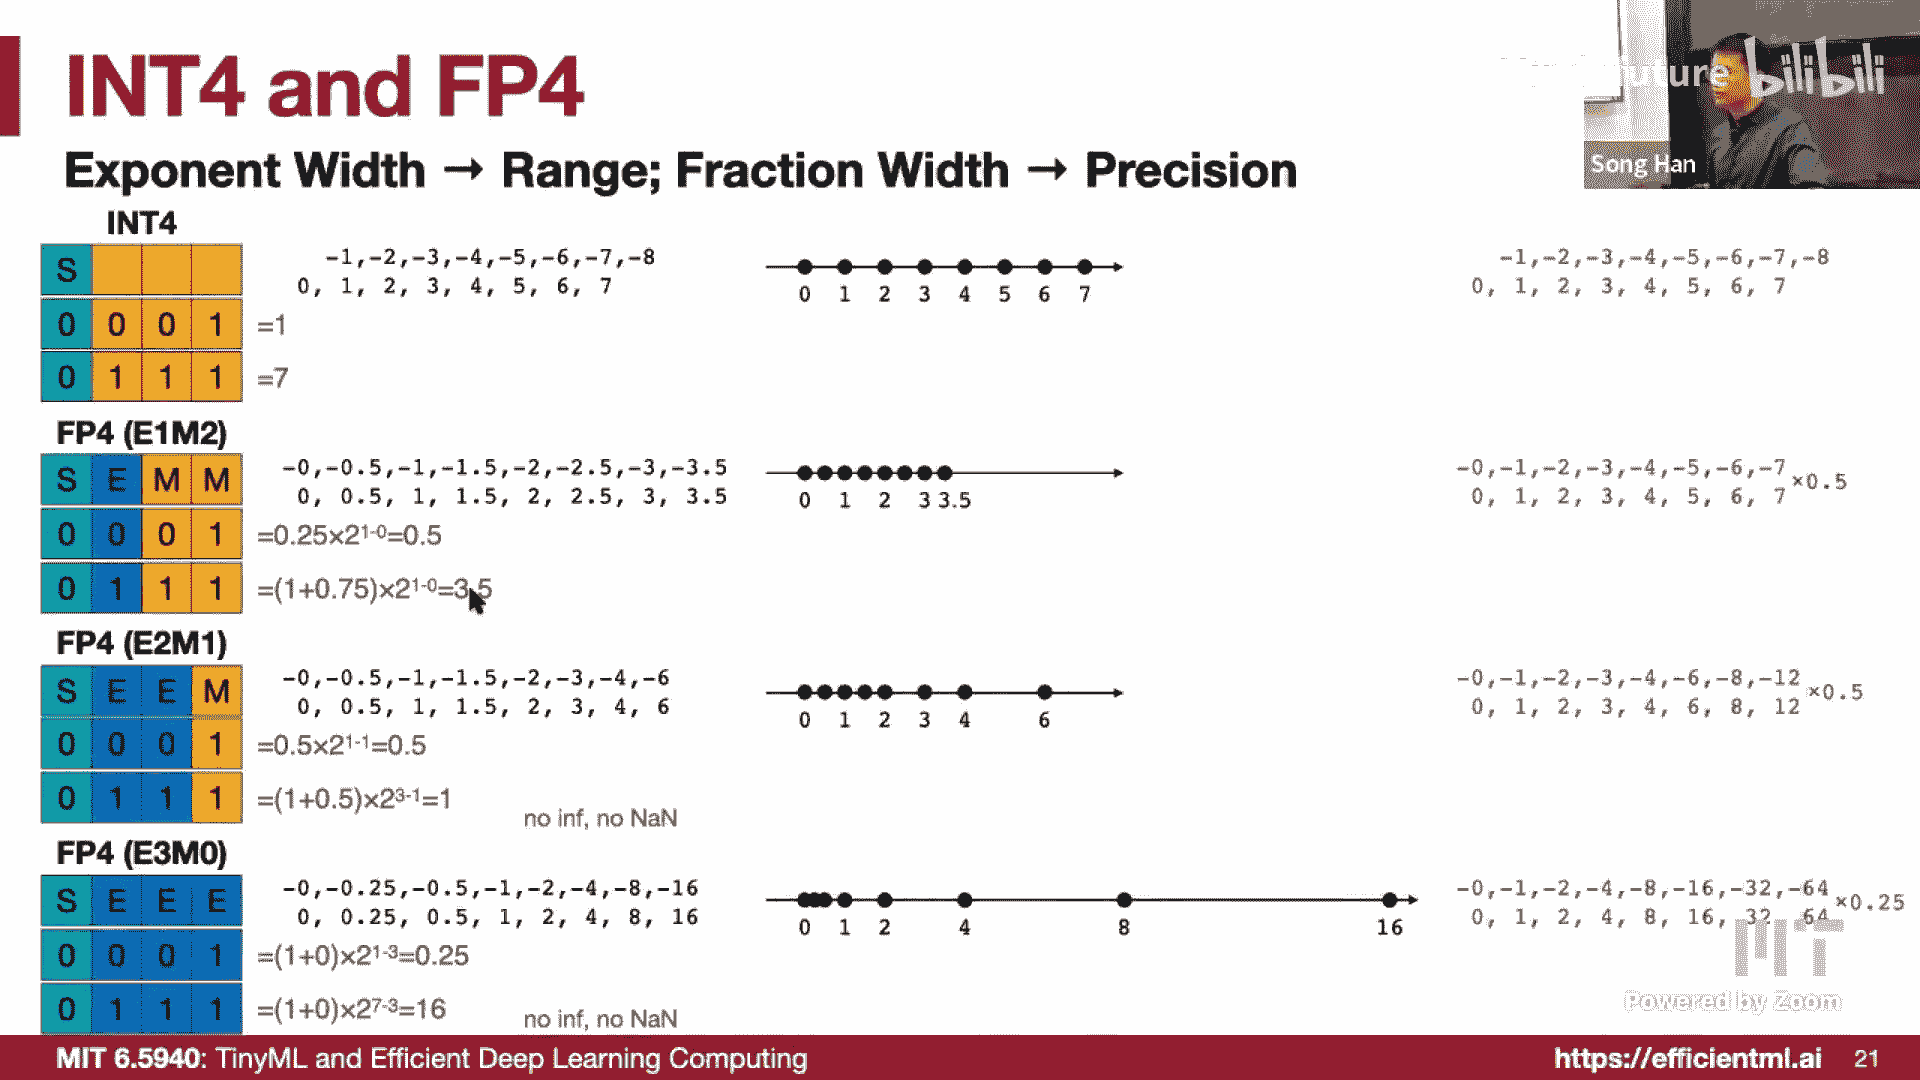 INT4 and FP4
uture bilibili
Song Han
Exponent Width → Range; Fraction Width → Precision
INT4
S
0 0 0 1 =1
0 1 1 1 =7
-1,-2,-3,-4,-5,-6,-7,-8
0, 1, 2, 3, 4, 5, 6, 7
0 1 2 3 4 5 6 7
-1,-2,-3,-4,-5,-6,-7,-8
0, 1, 2, 3, 4, 5, 6, 7
FP4 (E1M2)
S E M M
0 0 0 1 =0.25×2¹⁻⁰=0.5
0 1 1 1 =(1+0.75)×2¹⁻⁰=3.5
-0,-0.5,-1,-1.5,-2,-2.5,-3,-3.5
0, 0.5, 1, 1.5, 2, 2.5, 3, 3.5
0 1 2 3 3.5
-0,-1,-2,-3,-4,-5,-6,-7
0, 1, 2, 3, 4, 5, 6, 7
×0.5
FP4 (E2M1)
S E E M
0 0 0 1 =0.5×2¹⁻¹=0.5
0 1 1 1 =(1+0.5)×2³⁻¹=1
no inf, no NaN
-0,-0.5,-1,-1.5,-2,-3,-4,-6
0, 0.5, 1, 1.5, 2, 3, 4, 6
0 1 2 3 4 6
-0,-1,-2,-3,-4,-6,-8,-12
0, 1, 2, 3, 4, 6, 8, 12
×0.5
FP4 (E3M0)
S E E E
0 0 0 1 =(1+0)×2¹⁻³=0.25
0 1 1 1 =(1+0)×2⁷⁻³=16
no inf, no NaN
-0,-0.25,-0.5,-1,-2,-4,-8,-16
0, 0.25, 0.5, 1, 2, 4, 8, 16
0 1 2 4 8 16
-0,-1,-2,-4,-8,-16,-32,-64
0, 1, 2, 4, 8, 16, 32, 64
×0.25
MIT
Powered by Zoom
MIT 6.5940: TinyML and Efficient Deep Learning Computing
https://efficientml.ai
21